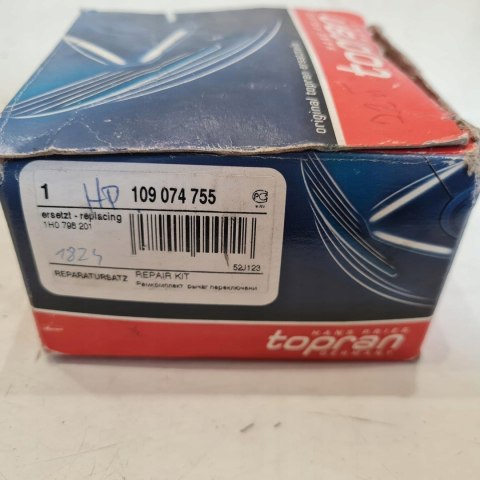 topran
original topran ersatzteile
1 HP 109 074 755
ersetzt - replacing
1H0 798 201
1824
52J123
REPARATURSATZ REPAIR KIT
Ремкомплект, рычаг переключени
HANS PRIES
topran
GERMANY